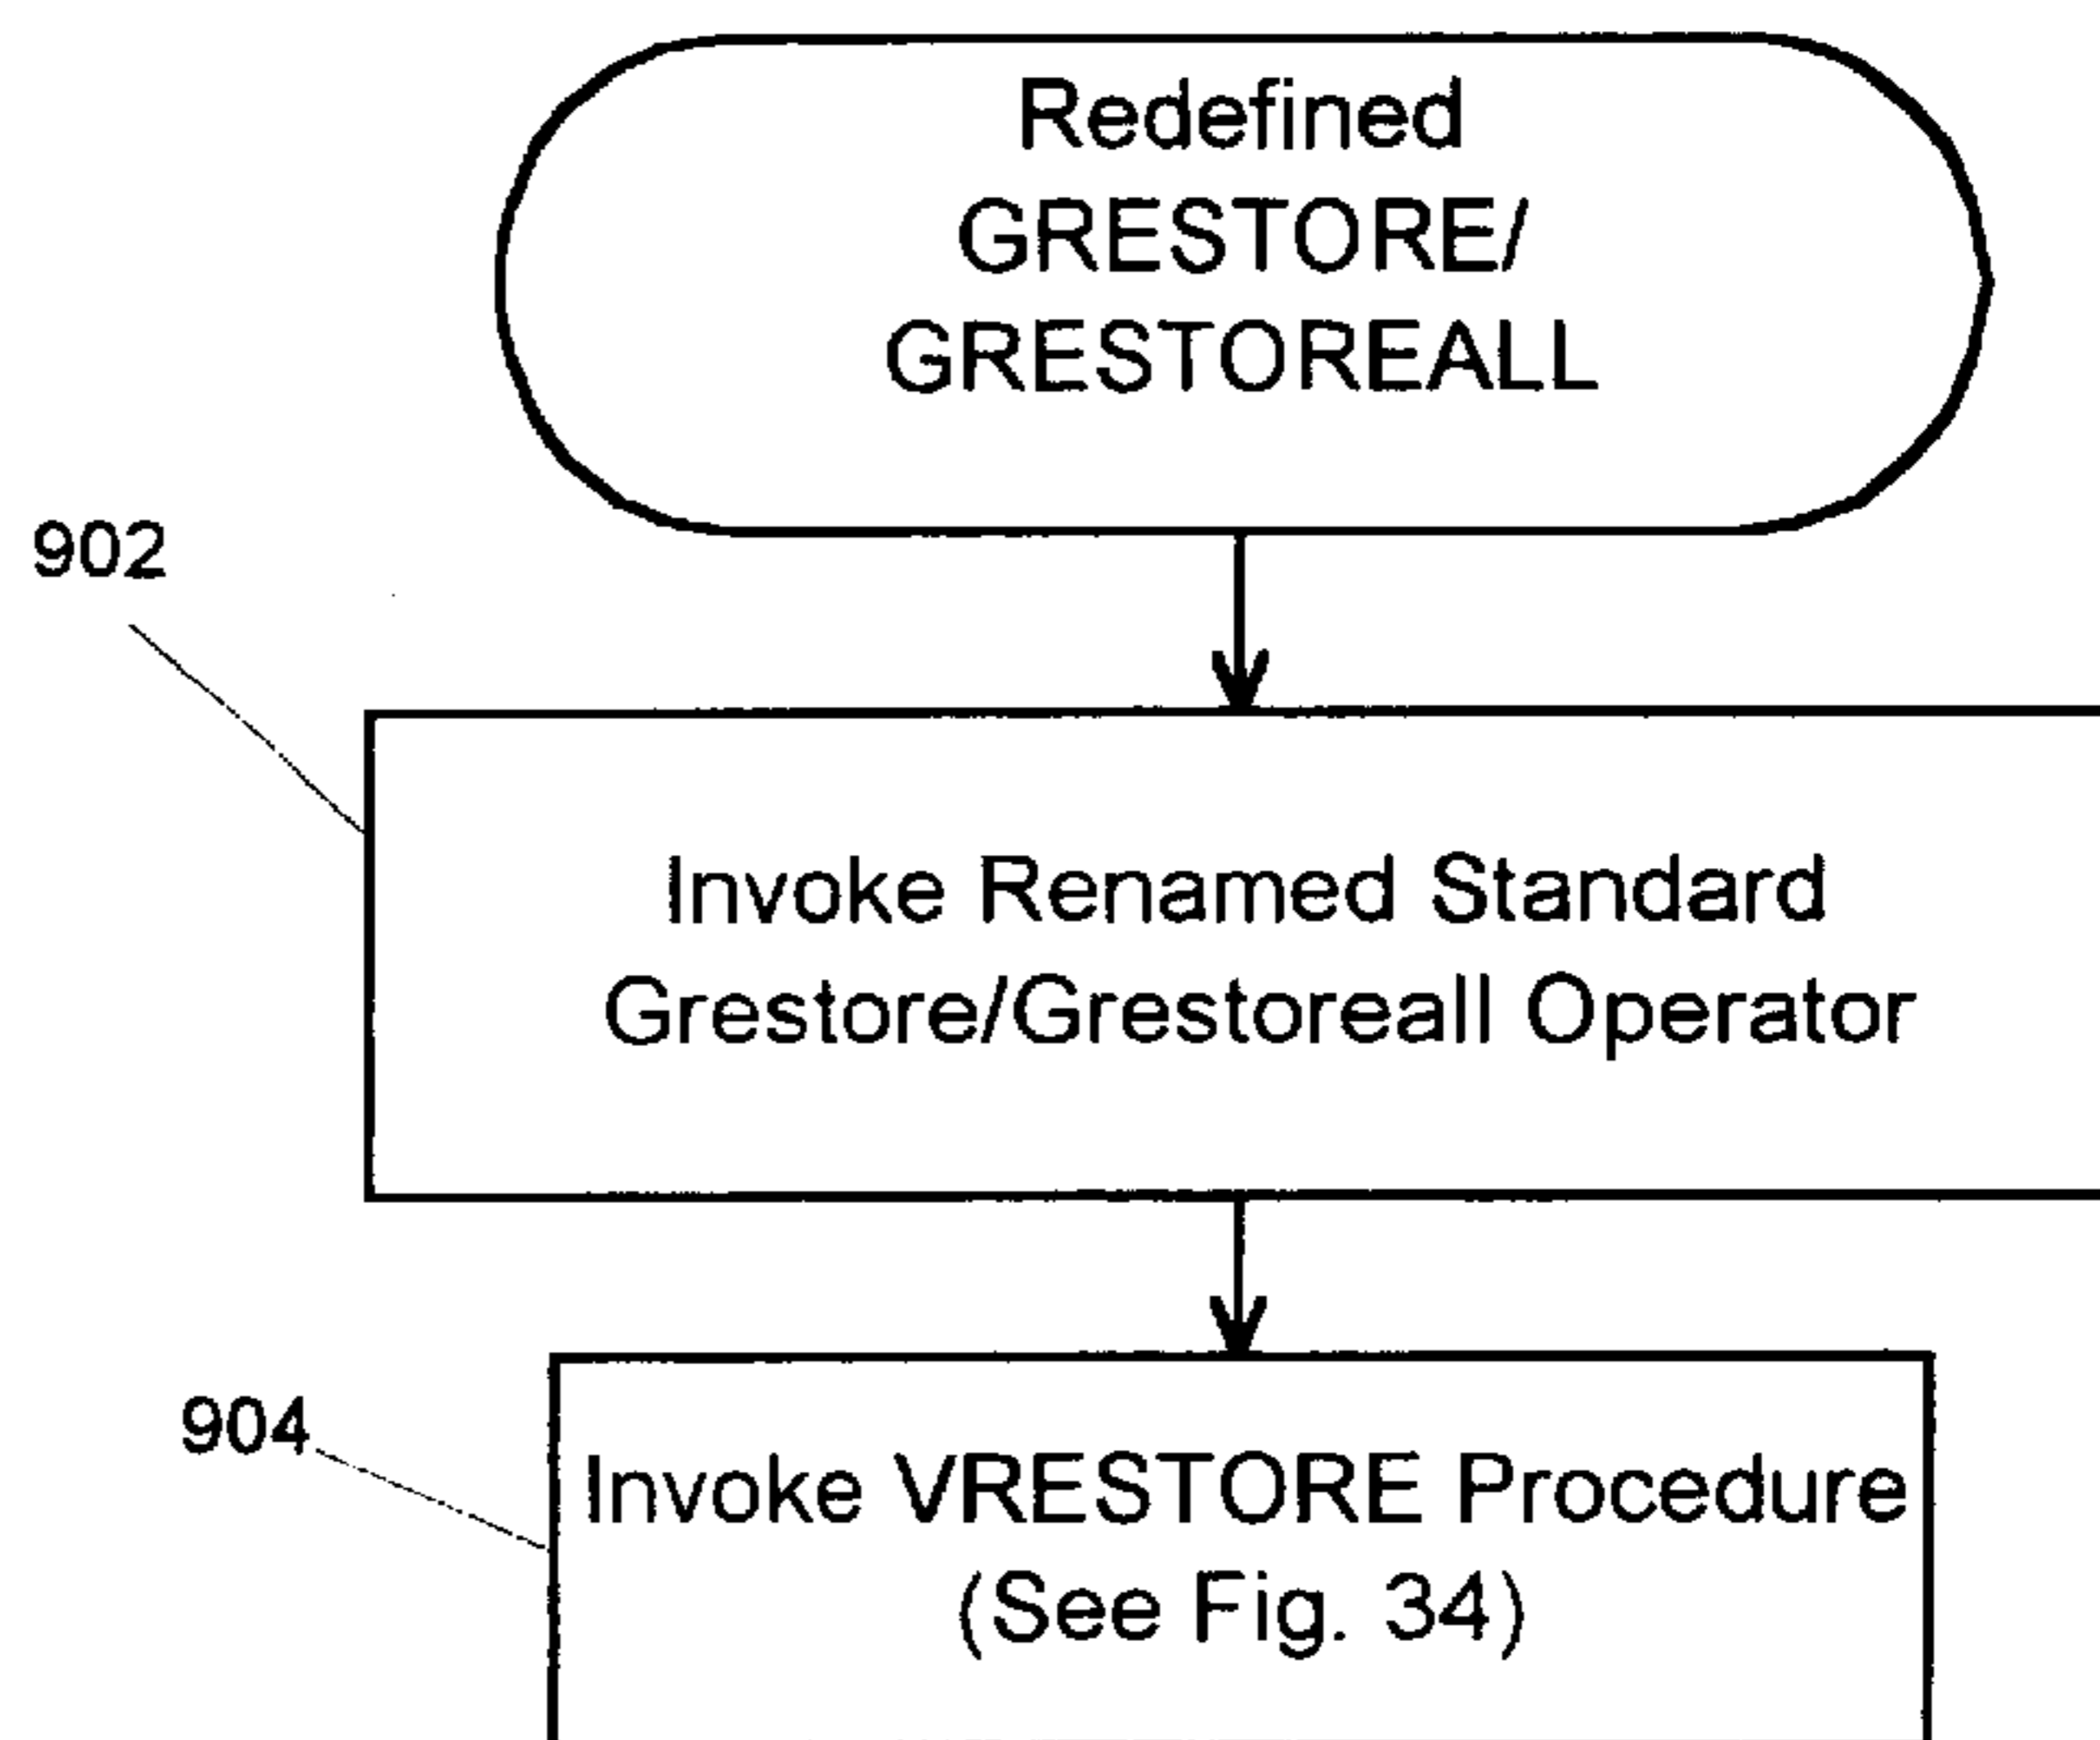 Redefined
GRESTORE/
GRESTOREALL
902
Invoke Renamed Standard
Grestore/Grestoreall Operator
904
Invoke VRESTORE Procedure
(See Fig. 34)